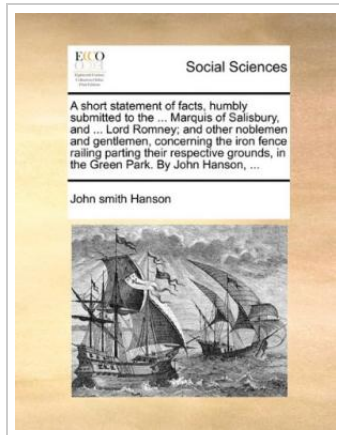 ECCO
Social Sciences
A short statement of facts, humbly
submitted to the ... Marquis of Salisbury,
and ... Lord Romney; and other noblemen
and gentlemen, concerning the iron fence
railing parting their respective grounds, in
the Green Park. By John Hanson, ...
John smith Hanson